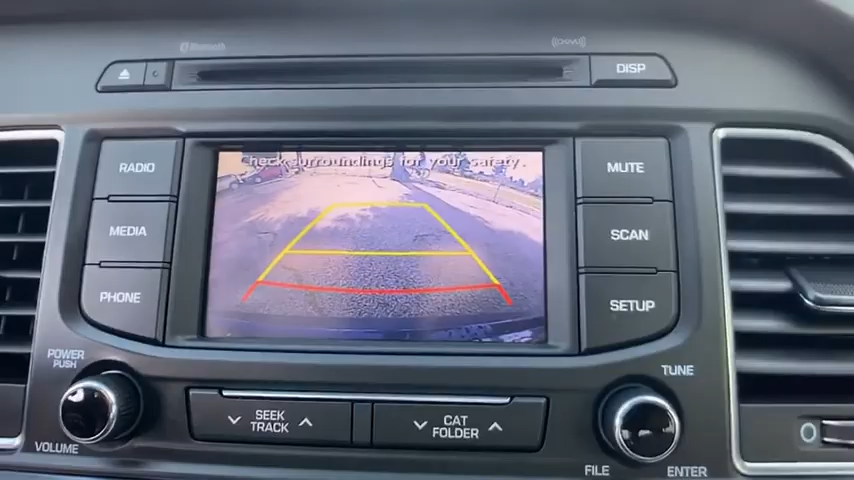 Bluetooth
DISP
Check surroundings for your safety.
RADIO
MEDIA
PHONE
MUTE
SCAN
SETUP
POWER
PUSH
VOLUME
SEEK
TRACK
CAT
FOLDER
TUNE
FILE
ENTER